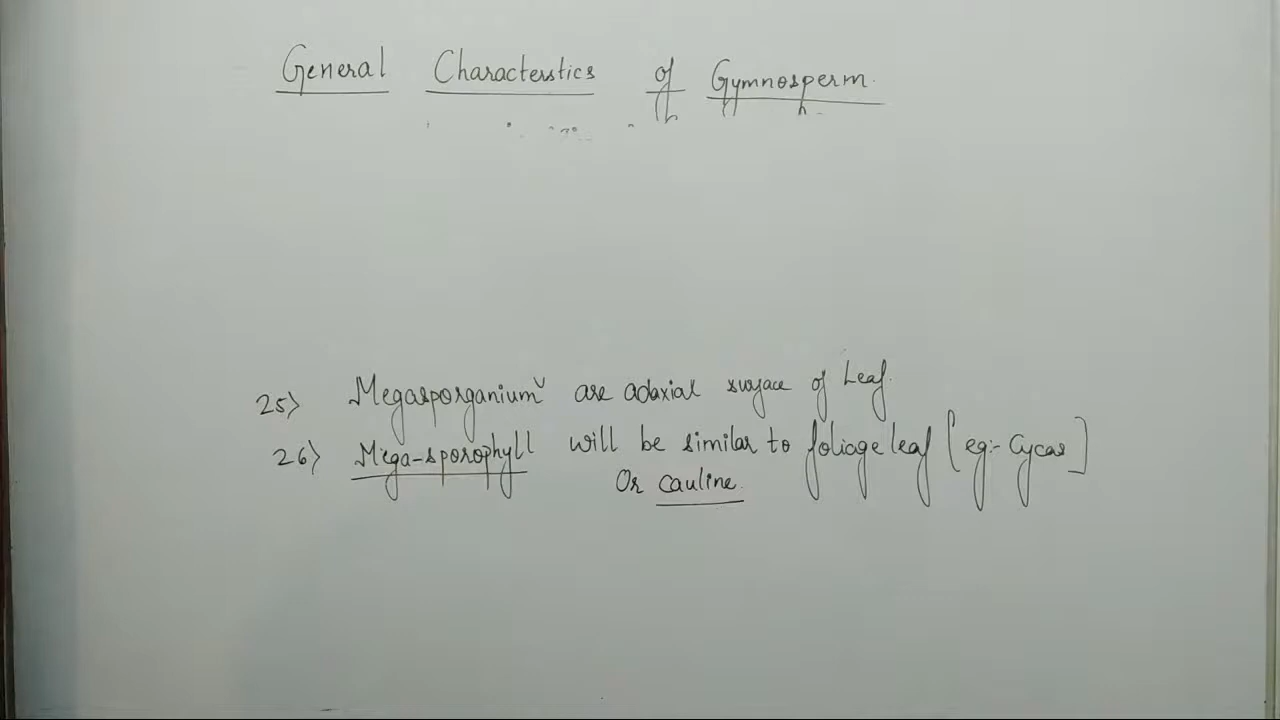 General Characterstics of Gymnosperm.
25) Megasporganium are adaxial surface of Leaf.
26) Mega-sporophyll will be similar to foliage leaf [eg:- Cycas]
Or cauline.